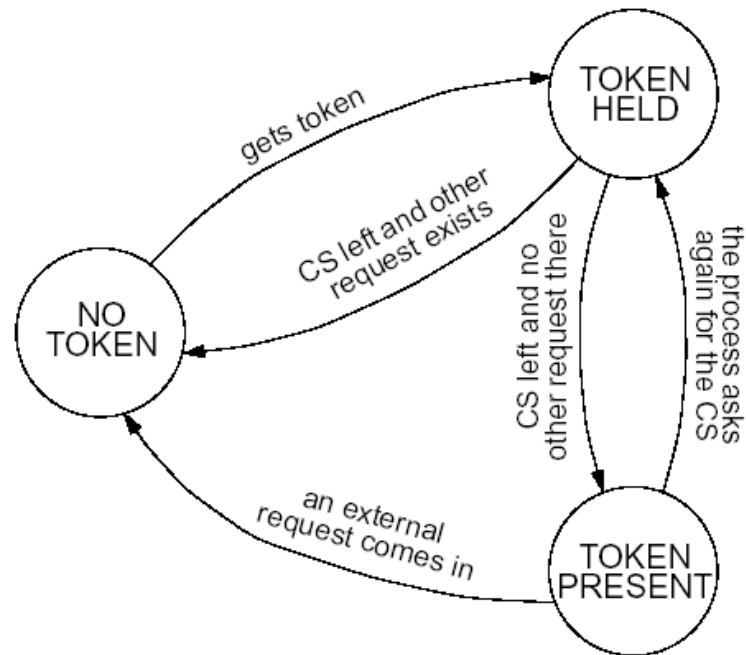 TOKEN
HELD
gets token
CS left and other
request exists
NO
TOKEN
CS left and no
other request there
the process asks
again for the CS
an external
request comes in
TOKEN
PRESENT